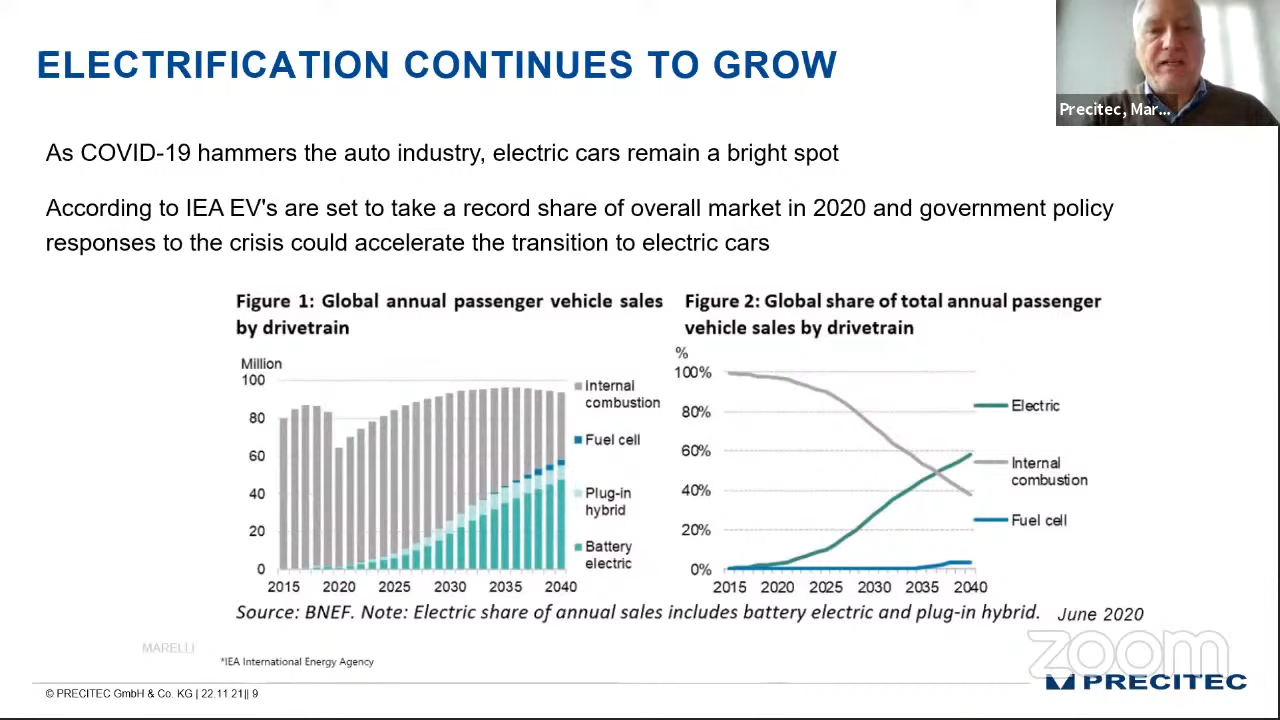 ELECTRIFICATION CONTINUES TO GROW
Precitec, Mar...
As COVID-19 hammers the auto industry, electric cars remain a bright spot
According to IEA EV's are set to take a record share of overall market in 2020 and government policy
responses to the crisis could accelerate the transition to electric cars
Figure 1: Global annual passenger vehicle sales
by drivetrain
Million
100
80
60
40
20
0
2015 2020 2025 2030 2035 2040
Internal
combustion
Fuel cell
Plug-in
hybrid
Battery
electric
Figure 2: Global share of total annual passenger
vehicle sales by drivetrain
%
100%
80%
60%
40%
20%
0%
2015 2020 2025 2030 2035 2040
Electric
Internal
combustion
Fuel cell
Source: BNEF. Note: Electric share of annual sales includes battery electric and plug-in hybrid. June 2020
zoom
MARELLI
*IEA International Energy Agency
PRECITEC
© PRECITEC GmbH & Co. KG | 22.11 21|| 9